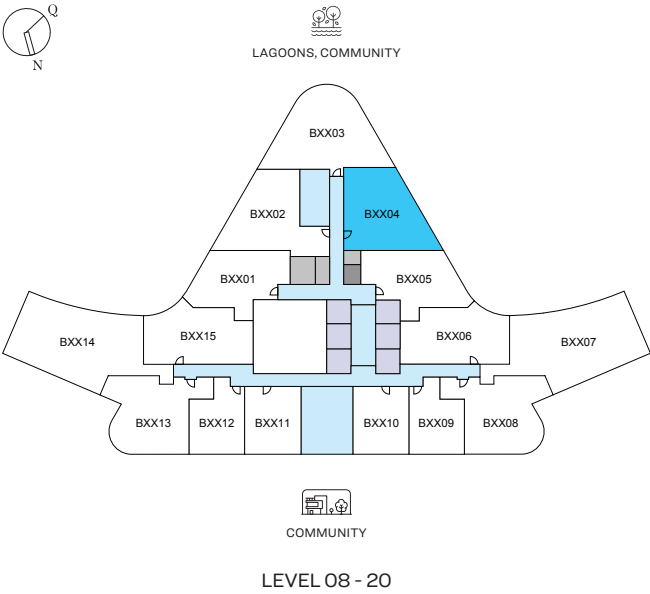 Q
N
LAGOONS, COMMUNITY
BXX03
BXX02
BXX04
BXX01
BXX05
BXX14
BXX15
BXX06
BXX07
BXX13
BXX12
BXX11
BXX10
BXX09
BXX08
COMMUNITY
LEVEL 08 - 20